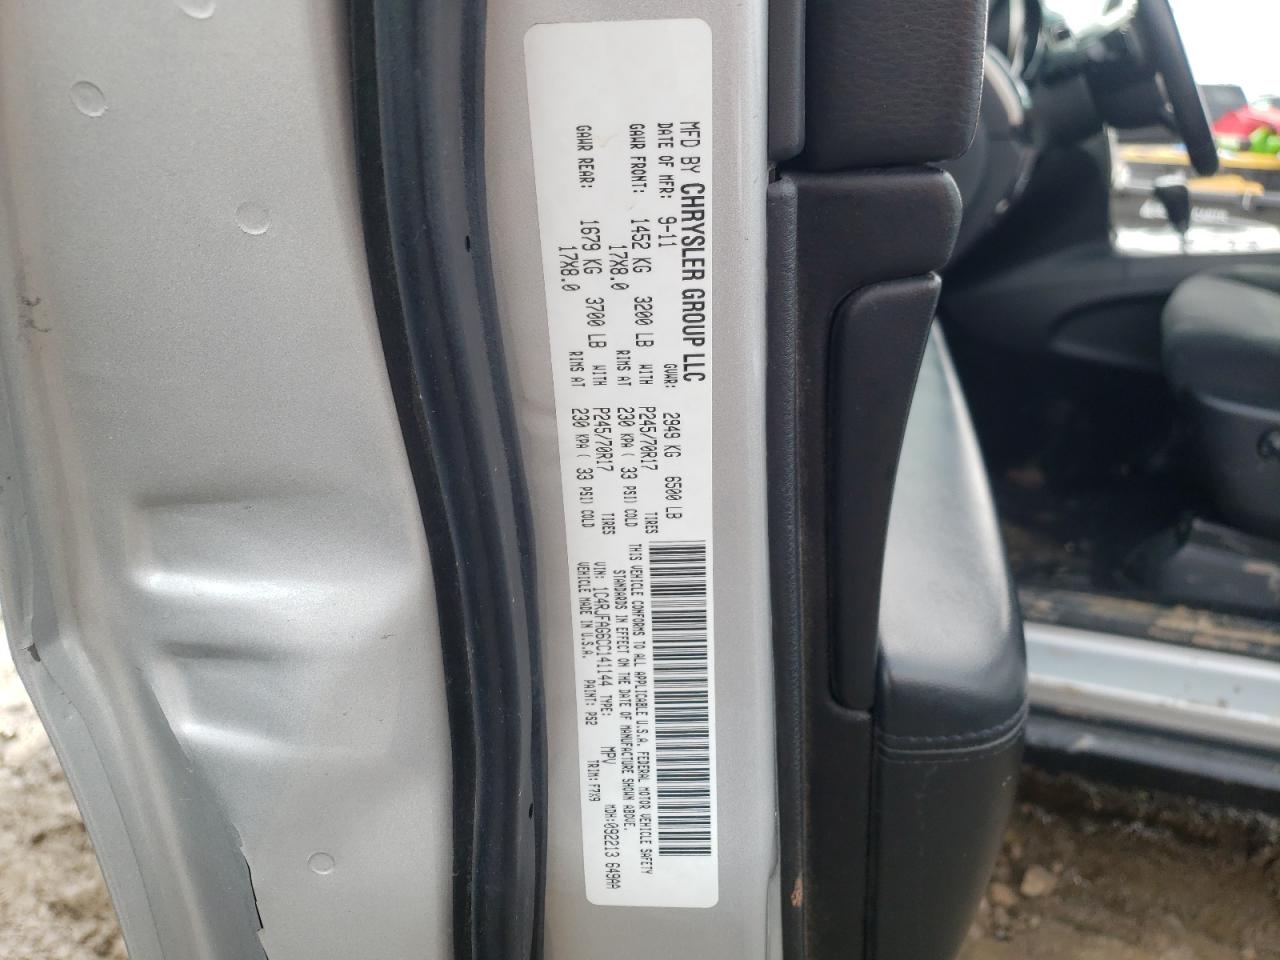 MFD BY CHRYSLER GROUP LLC
DATE OF MFR: 9-11 GVWR: 2949 KG 6500 LB
GAWR FRONT: 1452 KG 3200 LB WITH P245/70R17 TIRES
17X8.0 RIMS AT 230 KPA ( 33 PSI) COLD
GAWR REAR: 1679 KG 3700 LB WITH P245/70R17 TIRES
17X8.0 RIMS AT 230 KPA ( 33 PSI) COLD
THIS VEHICLE CONFORMS TO ALL APPLICABLE U.S.A. FEDERAL MOTOR VEHICLE SAFETY
STANDARDS IN EFFECT ON THE DATE OF MANUFACTURE SHOWN ABOVE.
VIN: 1C4RJFAG6CC141144 TYPE: MPV MDH:092213 649AA
VEHICLE MADE IN U.S.A. PAINT: PS2 TRIM: F7X9